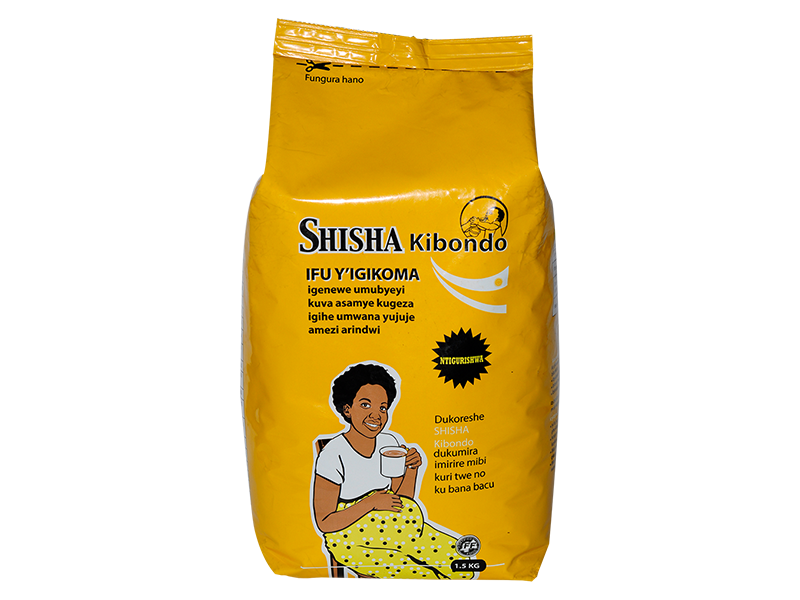 Fungura hano
SHISHA Kibondo
IFU Y'IGIKOMA
igenewe umubyeyi
kuva asamye kugeza
igihe umwana yujuje
amezi arindwi
NTIGURISHWA
Dukoreshe
SHISHA
Kibondo
dukumira
imirire mibi
kuri twe no
ku bana bacu
1.5 KG